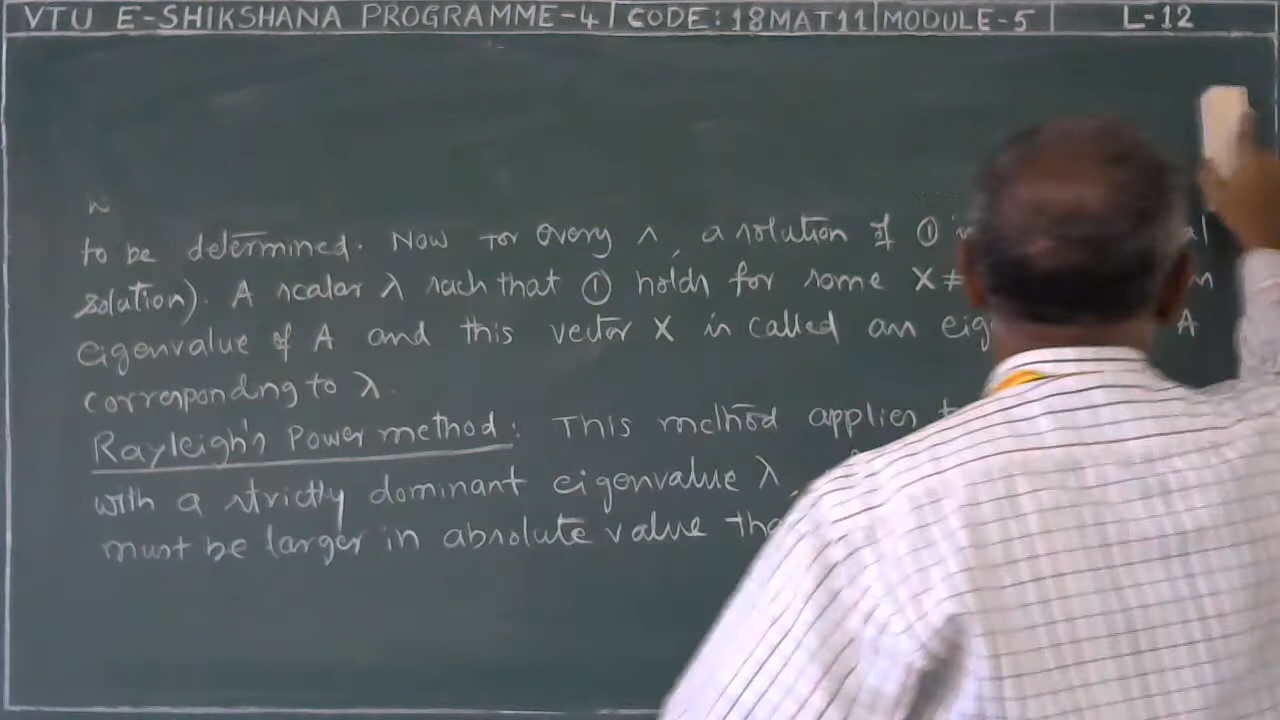 VTU E-SHIKSHANA PROGRAMME-4 | CODE: 18MAT11 | MODULE-5 | L-12
to be determined. Now for every λ, a solution of ①
solution). A scalar λ such that ① holds for some X ≠
eigenvalue of A and this vector X is called an A
corresponding to λ.
Rayleigh's Power method: This method applies
with a strictly dominant eigenvalue λ,
must be larger in absolute value